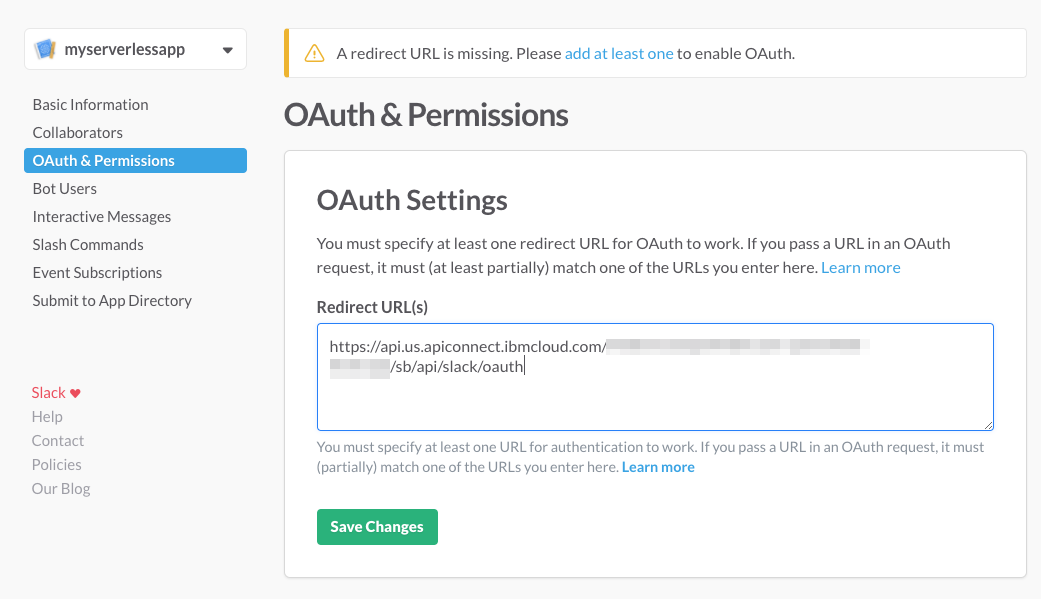 myserverlessapp
Basic Information
Collaborators
OAuth & Permissions
Bot Users
Interactive Messages
Slash Commands
Event Subscriptions
Submit to App Directory
Slack ❤
Help
Contact
Policies
Our Blog
A redirect URL is missing. Please add at least one to enable OAuth.
OAuth & Permissions
OAuth Settings
You must specify at least one redirect URL for OAuth to work. If you pass a URL in an OAuth
request, it must (at least partially) match one of the URLs you enter here. Learn more
Redirect URL(s)
https://api.us.apiconnect.ibmcloud.com/
/sb/api/slack/oauth
You must specify at least one URL for authentication to work. If you pass a URL in an OAuth request, it must
(partially) match one of the URLs you enter here. Learn more
Save Changes